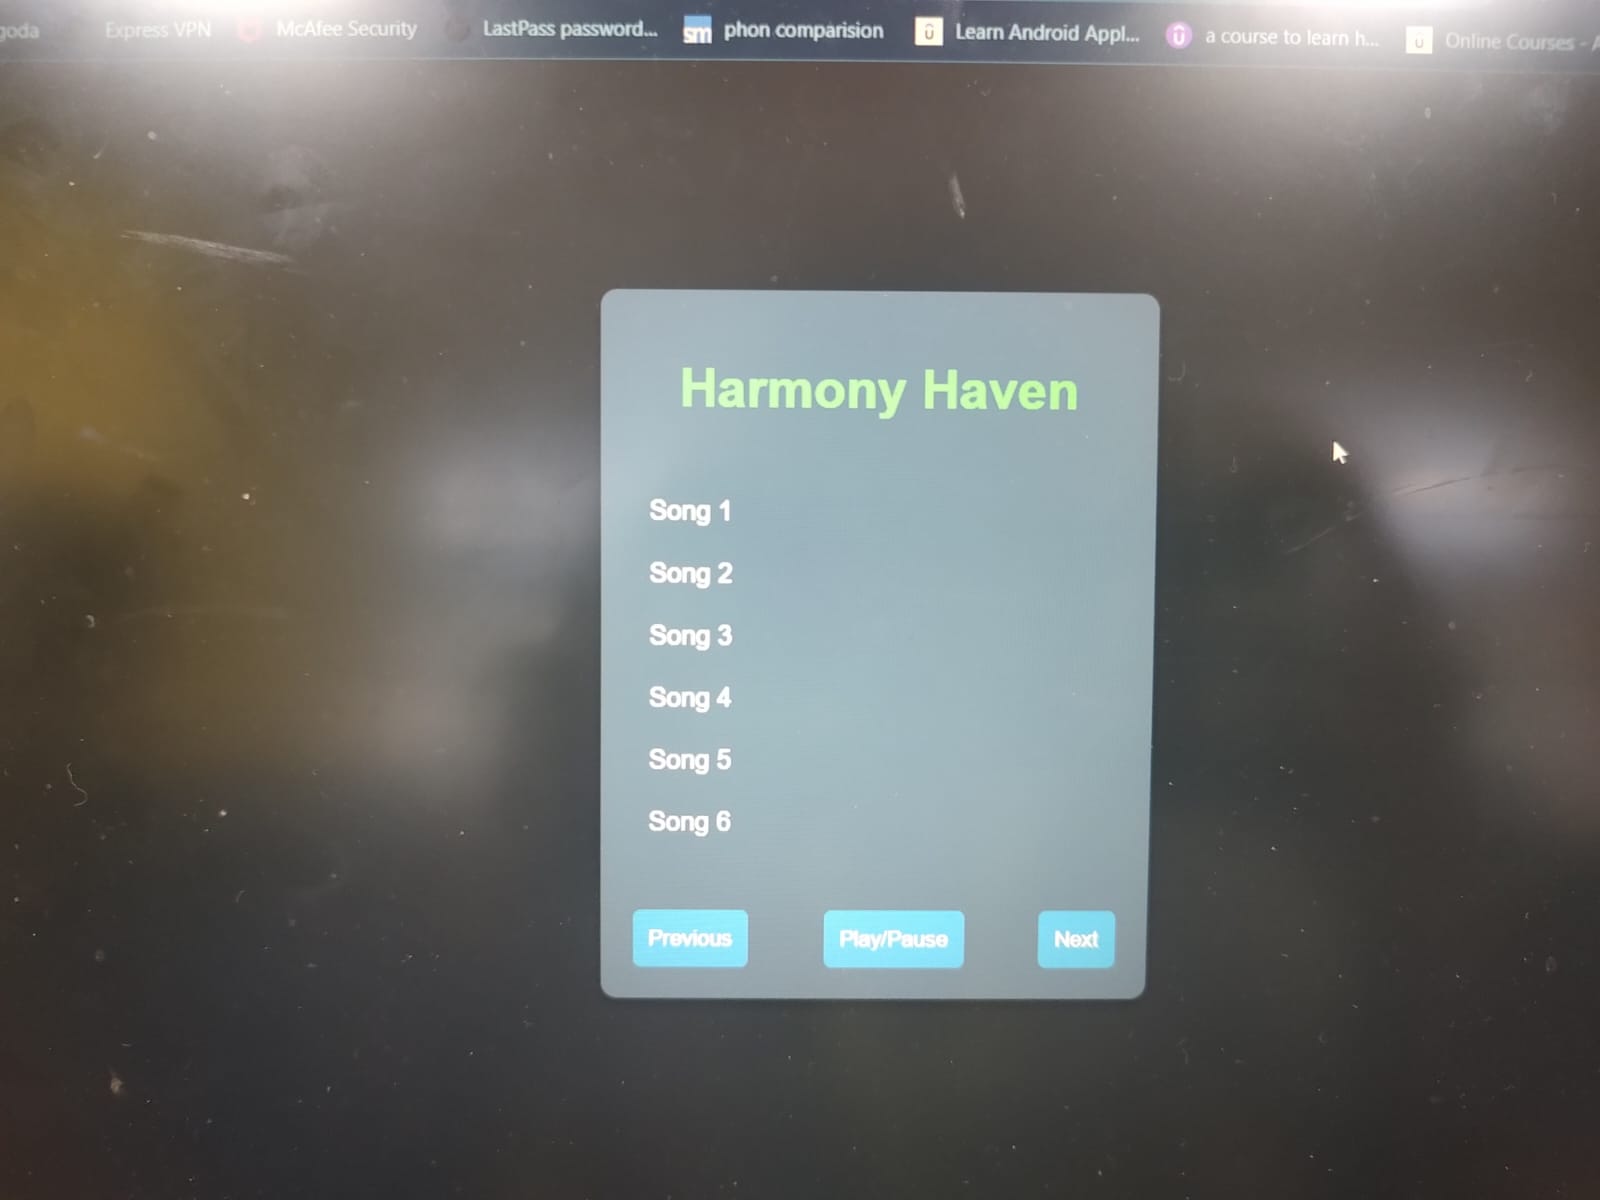 goda Express VPN McAfee Security LastPass password... sm phon comparision Learn Android Appl... a course to learn h... Online Courses - A
Harmony Haven
Song 1
Song 2
Song 3
Song 4
Song 5
Song 6
Previous Play/Pause Next